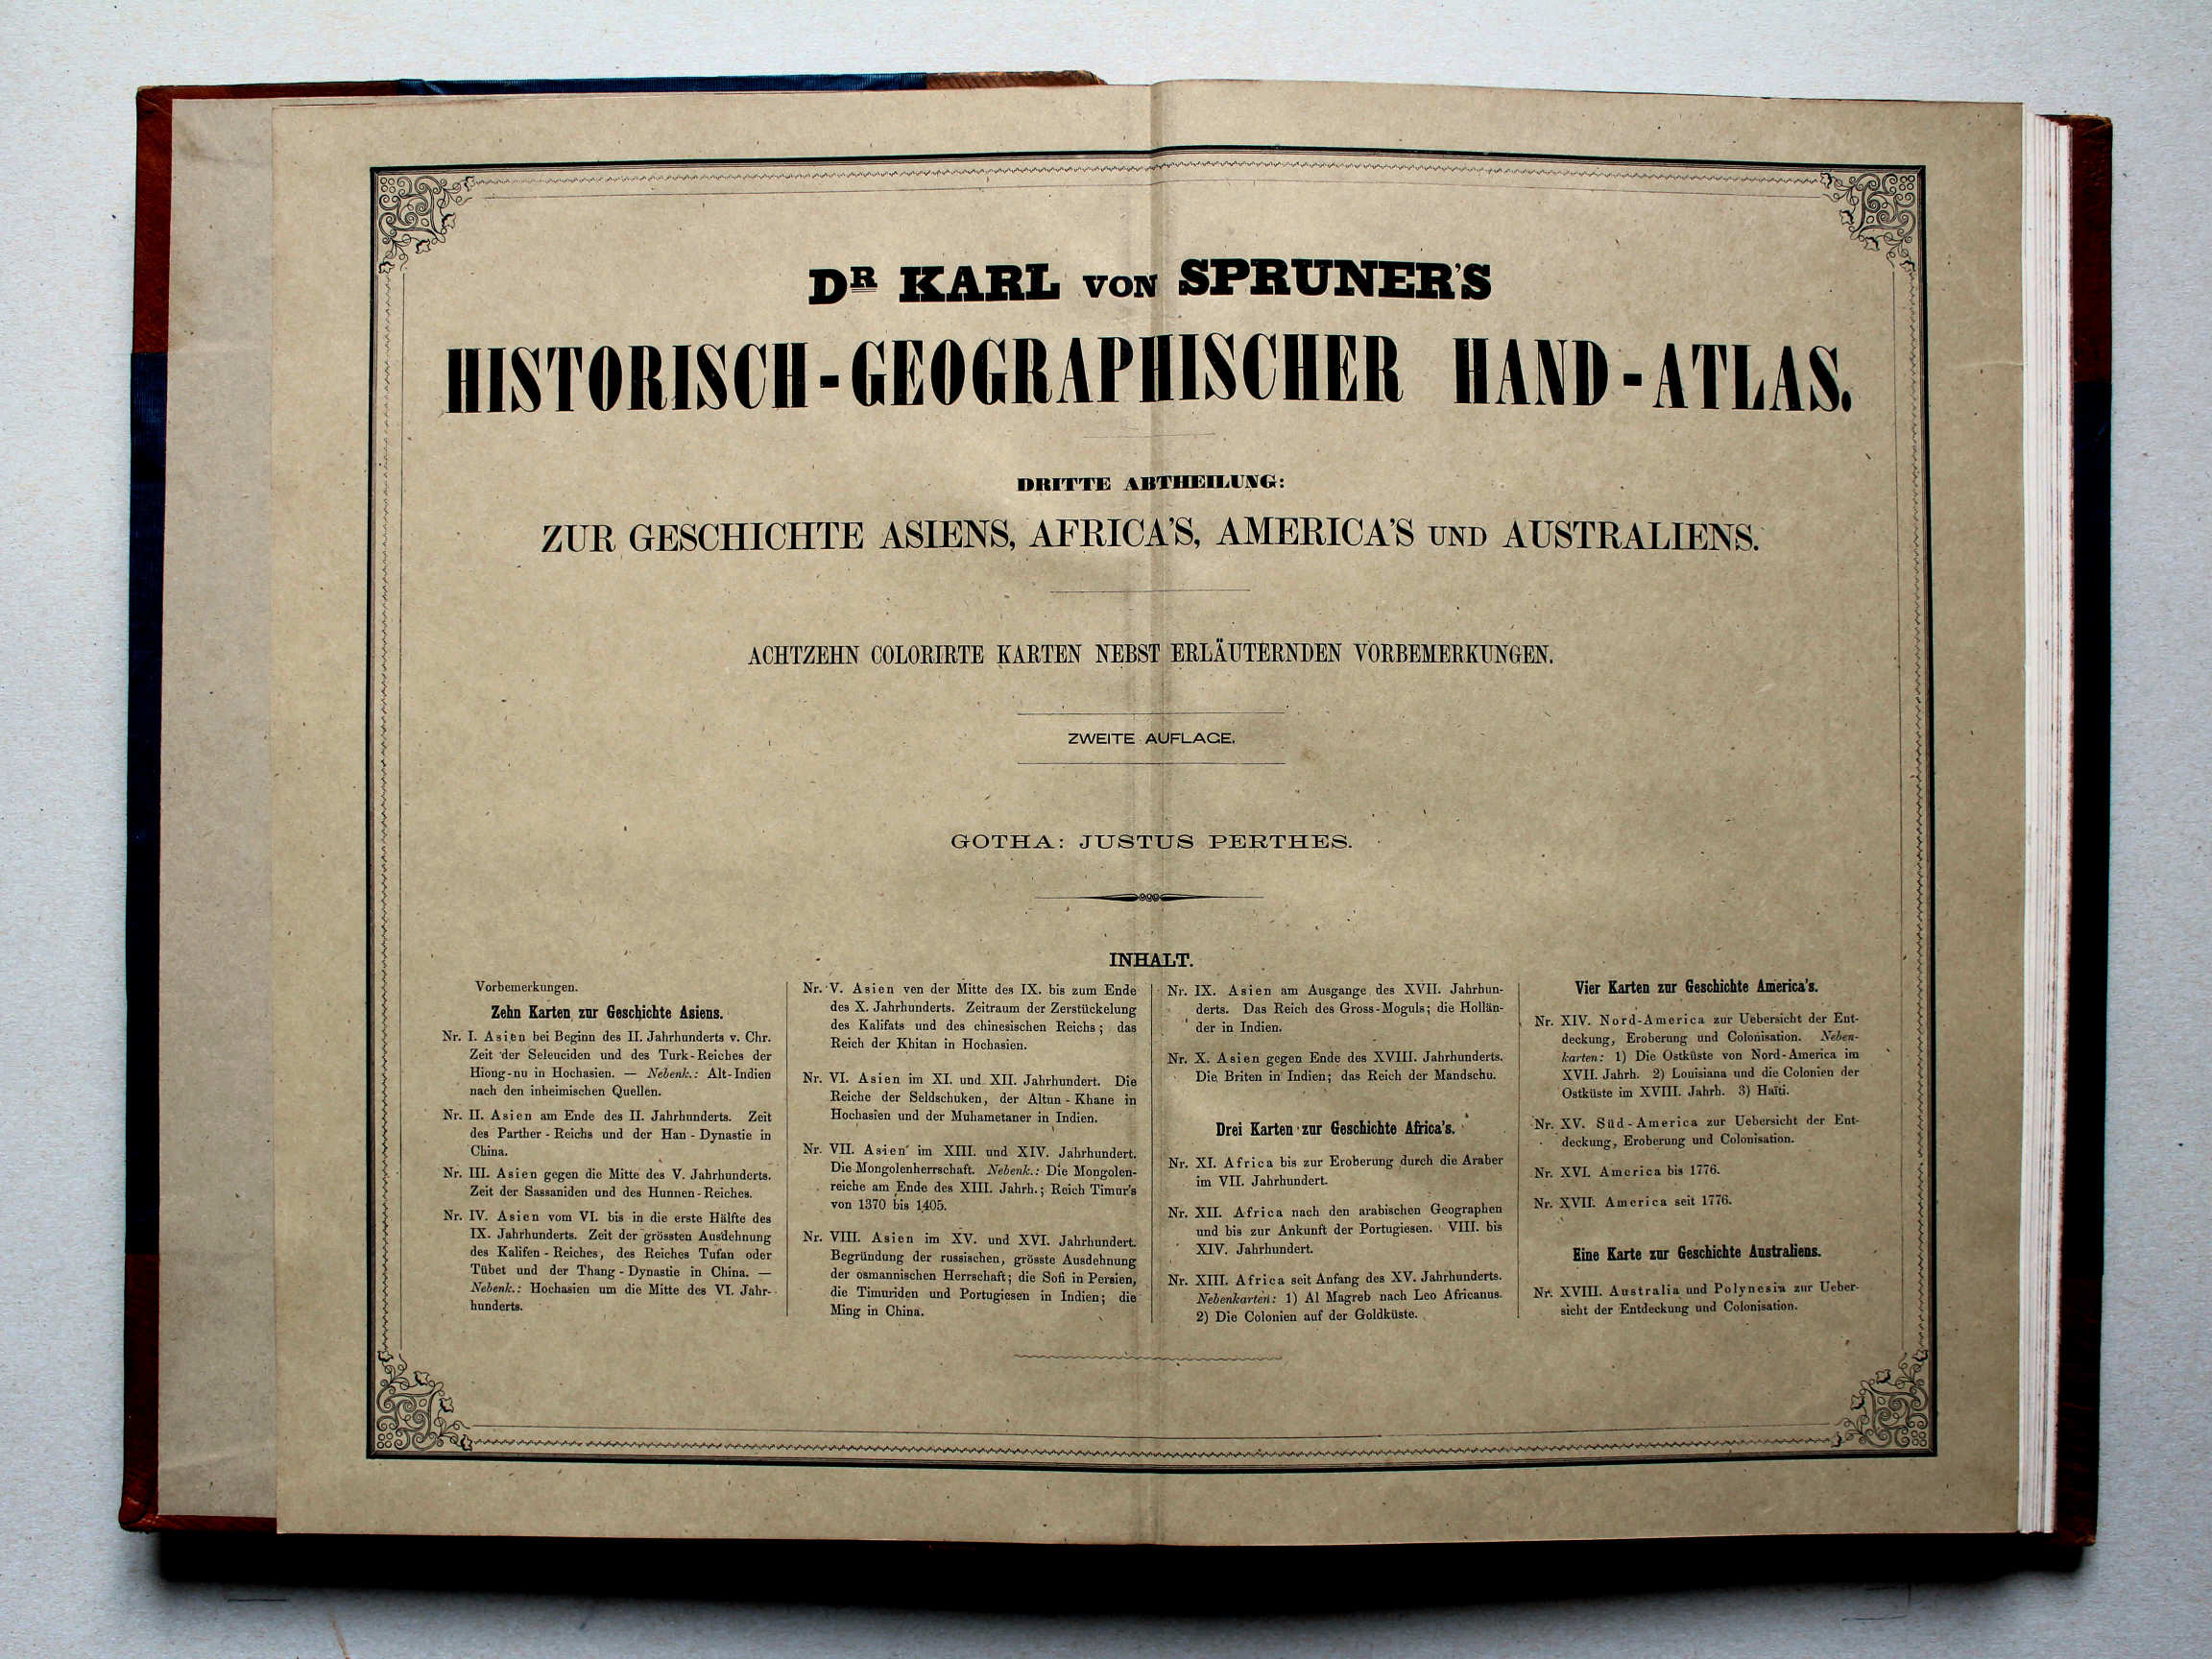 DR KARL VON SPRUNER'S
HISTORISCH-GEOGRAPHISCHER HAND-ATLAS.
DRITTE ABTHEILUNG:
ZUR GESCHICHTE ASIENS, AFRICA'S, AMERICA'S UND AUSTRALIENS.
ACHTZEHN COLORIRTE KARTEN NEBST ERLÄUTERNDEN VORBEMERKUNGEN.
ZWEITE AUFLAGE.
GOTHA: JUSTUS PERTHES.
INHALT.
Vorbemerkungen.
Zehn Karten zur Geschichte Asiens.
Nr. I. Asien bei Beginn des II. Jahrhunderts v. Chr.
Zeit der Seleuciden und des Turk-Reiches der
Hiong-nu in Hochasien. — Nebenk.: Alt-Indien
nach den inheimischen Quellen.
Nr. II. Asien am Ende des II. Jahrhunderts. Zeit
des Parther-Reichs und der Han-Dynastie in
China.
Nr. III. Asien gegen die Mitte des V. Jahrhunderts.
Zeit der Sassaniden und des Hunnen-Reiches.
Nr. IV. Asien vom VI. bis in die erste Hälfte des
IX. Jahrhunderts. Zeit der grössten Ausdehnung
des Kalifen-Reiches, des Reiches Tufan oder
Tübet und der Thang-Dynastie in China. —
Nebenk.: Hochasien um die Mitte des VI. Jahr-
hunderts.
Nr. V. Asien ven der Mitte des IX. bis zum Ende
des X. Jahrhunderts. Zeitraum der Zerstückelung
des Kalifats und des chinesischen Reichs; das
Reich der Khitan in Hochasien.
Nr. VI. Asien im XI. und XII. Jahrhundert. Die
Reiche der Seldschuken, der Altun-Khane in
Hochasien und der Muhametaner in Indien.
Nr. VII. Asien im XIII. und XIV. Jahrhundert.
Die Mongolenherrschaft. Nebenk.: Die Mongolen-
reiche am Ende des XIII. Jahrh.; Reich Timur's
von 1370 bis 1405.
Nr. VIII. Asien im XV. und XVI. Jahrhundert.
Begründung der russischen, grösste Ausdehnung
der osmannischen Herrschaft; die Sofi in Persien,
die Timuriden und Portugiesen in Indien; die
Ming in China.
Nr. IX. Asien am Ausgange des XVII. Jahrhun-
derts. Das Reich des Gross-Moguls; die Hollän-
der in Indien.
Nr. X. Asien gegen Ende des XVIII. Jahrhunderts.
Die Briten in Indien; das Reich der Mandschu.
Drei Karten zur Geschichte Africa's.
Nr. XI. Africa bis zur Eroberung durch die Araber
im VII. Jahrhundert.
Nr. XII. Africa nach den arabischen Geographen
und bis zur Ankunft der Portugiesen. VIII. bis
XIV. Jahrhundert.
Nr. XIII. Africa seit Anfang des XV. Jahrhunderts.
Nebenkarten: 1) Al Magreb nach Leo Africanus.
2) Die Colonien auf der Goldküste.
Vier Karten zur Geschichte America's.
Nr. XIV. Nord-America zur Uebersicht der Ent-
deckung, Eroberung und Colonisation. Neben-
karten: 1) Die Ostküste von Nord-America im
XVII. Jahrh. 2) Louisiana und die Colonien der
Ostküste im XVIII. Jahrh. 3) Haïti.
Nr. XV. Süd-America zur Uebersicht der Ent-
deckung, Eroberung und Colonisation.
Nr. XVI. America bis 1776.
Nr. XVII. America seit 1776.
Eine Karte zur Geschichte Australiens.
Nr. XVIII. Australia und Polynesia zur Ueber-
sicht der Entdeckung und Colonisation.